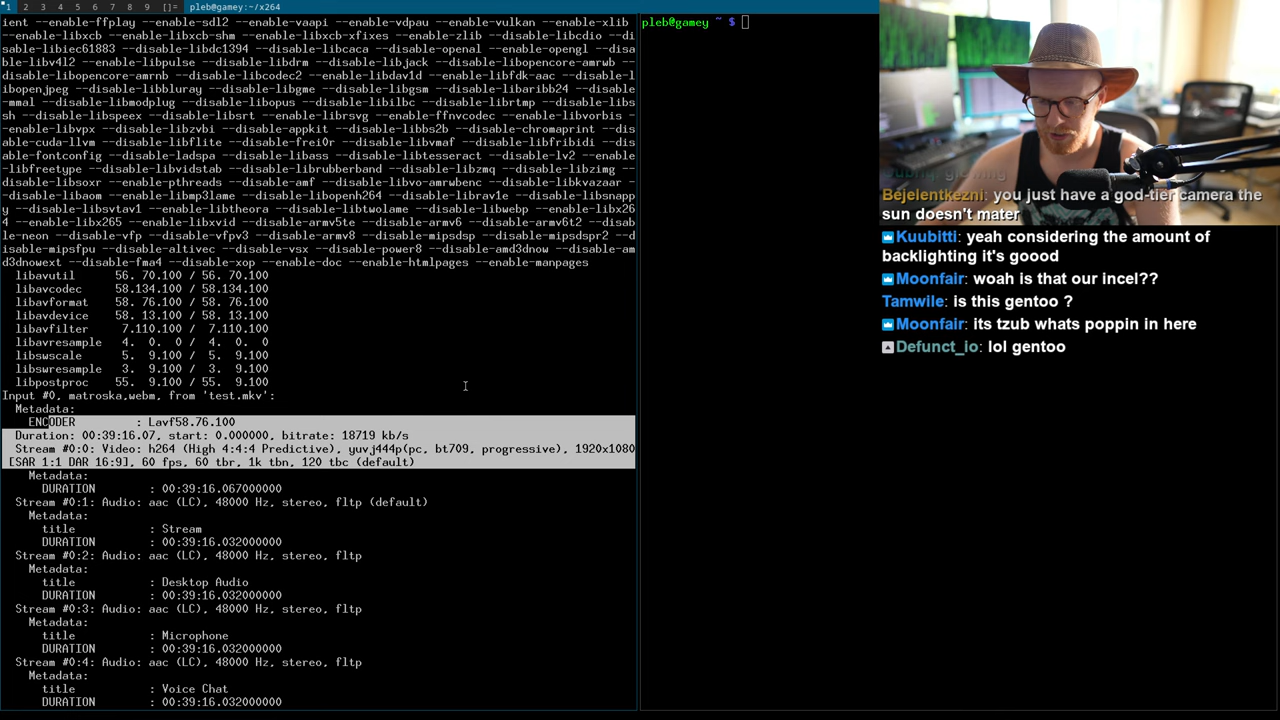 1 2 3 4 5 6 7 8 9 []= pleb@gamey:~/x264
ient --enable-ffplay --enable-sdl2 --enable-vaapi --enable-vdpau --enable-vulkan --enable-xlib
--enable-libxcb --enable-libxcb-shm --enable-libxcb-xfixes --enable-zlib --disable-libcdio --di
sable-libiec61883 --disable-libdc1394 --disable-libcaca --disable-openal --enable-opengl --disa
ble-libv4l2 --enable-libpulse --disable-libdrm --disable-libjack --disable-libopencore-amrwb --
disable-libopencore-amrnb --disable-libcodec2 --disable-libdav1d --enable-libfdk-aac --disable-l
ibopenjpeg --disable-libbluray --disable-libgme --disable-libgsm --disable-libaribb24 --disable
-mmal --disable-libmodplug --disable-libopus --disable-libilbc --disable-librtmp --disable-libs
sh --disable-libspeex --disable-libsrt --enable-librsvg --enable-ffnvcodec --enable-libvorbis -
-enable-libvpx --disable-libzvbi --disable-appkit --disable-libbs2b --disable-chromaprint --dis
able-cuda-llvm --disable-libflite --disable-frei0r --disable-libvmaf --disable-libfribidi --dis
able-fontconfig --disable-ladspa --disable-libass --disable-libtesseract --disable-lv2 --enable
-libfreetype --disable-libvidstab --disable-librubberband --disable-libzmq --disable-libzimg --
disable-libsoxr --enable-pthreads --disable-amf --disable-libvo-amrwbenc --disable-libkvazaar -
-disable-libaom --enable-libmp3lame --disable-libopenh264 --disable-librav1e --disable-libsnapp
y --disable-libsvtav1 --enable-libtheora --disable-libtwolame --disable-libwebp --enable-libx26
4 --enable-libx265 --enable-libxvid --disable-armv5te --disable-armv6 --disable-armv6t2 --disab
le-neon --disable-vfp --disable-vfpv3 --disable-armv8 --disable-mipsdsp --disable-mipsdspr2 --d
isable-mipsfpu --disable-altivec --disable-vsx --disable-power8 --disable-amd3dnow --disable-am
d3dnowext --disable-fma4 --disable-xop --enable-doc --enable-htmlpages --enable-manpages
libavutil 56. 70.100 / 56. 70.100
libavcodec 58.134.100 / 58.134.100
libavformat 58. 76.100 / 58. 76.100
libavdevice 58. 13.100 / 58. 13.100
libavfilter 7.110.100 / 7.110.100
libavresample 4. 0. 0 / 4. 0. 0
libswscale 5. 9.100 / 5. 9.100
libswresample 3. 9.100 / 3. 9.100
libpostproc 55. 9.100 / 55. 9.100
Input #0, matroska,webm, from 'test.mkv':
Metadata:
ENCODER : Lavf58.76.100
Duration: 00:39:16.07, start: 0.000000, bitrate: 18719 kb/s
Stream #0:0: Video: h264 (High 4:4:4 Predictive), yuvj444p(pc, bt709, progressive), 1920x1080
[SAR 1:1 DAR 16:9], 60 fps, 60 tbr, 1k tbn, 120 tbc (default)
Metadata:
DURATION : 00:39:16.067000000
Stream #0:1: Audio: aac (LC), 48000 Hz, stereo, fltp (default)
Metadata:
title : Stream
DURATION : 00:39:16.032000000
Stream #0:2: Audio: aac (LC), 48000 Hz, stereo, fltp
Metadata:
title : Desktop Audio
DURATION : 00:39:16.032000000
Stream #0:3: Audio: aac (LC), 48000 Hz, stereo, fltp
Metadata:
title : Microphone
DURATION : 00:39:16.032000000
Stream #0:4: Audio: aac (LC), 48000 Hz, stereo, fltp
Metadata:
title : Voice Chat
DURATION : 00:39:16.032000000
pleb@gamey ~ $
glowing
Bejelentkezni: you just have a god-tier camera the
sun doesn't mater
Kuubitti: yeah considering the amount of
backlighting it's goood
Moonfair: woah is that our incel??
Tamwile: is this gentoo ?
Moonfair: its tzub whats poppin in here
Defunct_io: lol gentoo